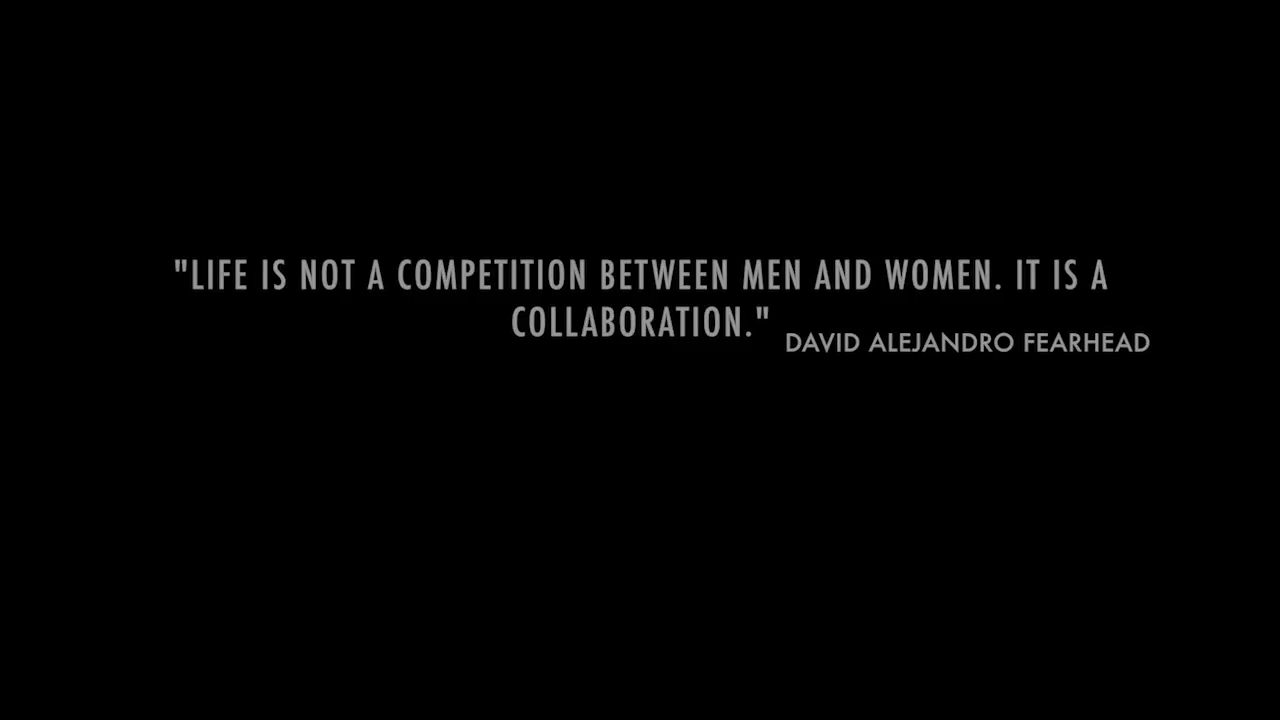 "LIFE IS NOT A COMPETITION BETWEEN MEN AND WOMEN. IT IS A
COLLABORATION."
DAVID ALEJANDRO FEARHEAD